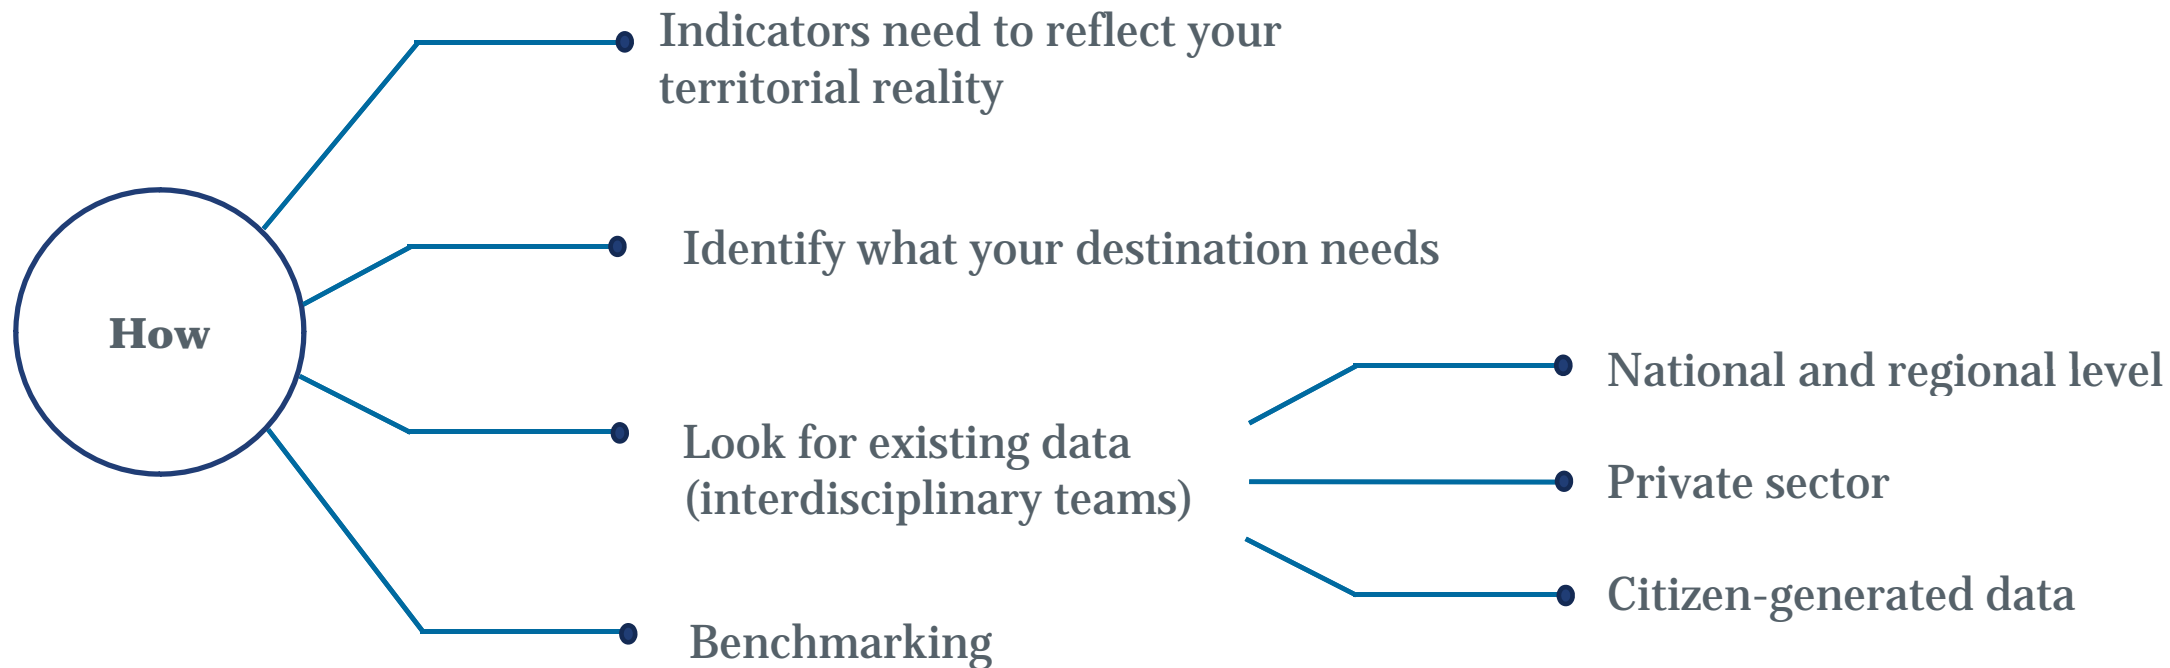 Indicators need to reflect your
territorial reality
Identify what your destination needs
How
Look for existing data
(interdisciplinary teams)
National and regional level
Private sector
Citizen-generated data
Benchmarking